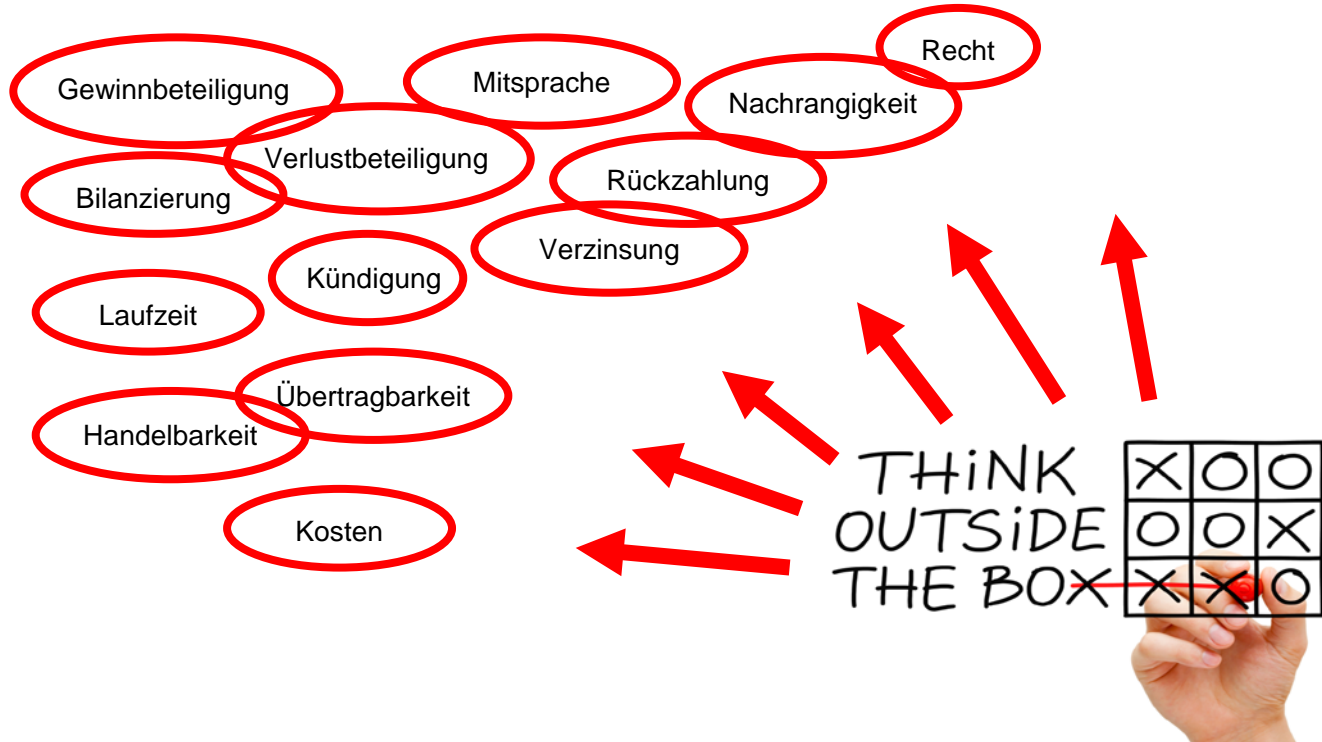 Recht
Gewinnbeteiligung
Mitsprache
Nachrangigkeit
Verlustbeteiligung
Rückzahlung
Bilanzierung
Verzinsung
Kündigung
Laufzeit
Übertragbarkeit
Handelbarkeit
Kosten
THiNK
OUTSiDE
THE BOX
X O O
O O X
X X O